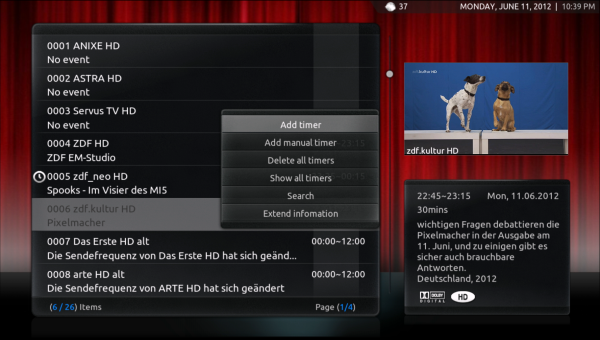 37 MONDAY, JUNE 11, 2012 | 10:39 PM
0001 ANIXE HD
No event
0002 ASTRA HD
No event
0003 Servus TV HD
No event
0004 ZDF HD
ZDF EM-Studio
0005 zdf_neo HD
Spooks - Im Visier des MI5
0006 zdf.kultur HD
Pixelmacher
0007 Das Erste HD alt 00:00~12:00
Die Sendefrequenz von Das Erste HD hat sich geänd...
0008 arte HD alt 00:00~12:00
Die Sendefrequenz von ARTE HD hat sich geändert
(6 / 26) Items Page (1/4)
Add timer
Add manual timer
Delete all timers
Show all timers
Search
Extend infomation
zdf.kultur HD
zdf.kultur HD
22:45~23:15 Mon, 11.06.2012
30mins
wichtigen Fragen debattieren die
Pixelmacher in der Ausgabe am
11. Juni, und zu einigen gibt es
sicher auch brauchbare
Antworten.
Deutschland, 2012
DOLBY
DIGITAL
HD